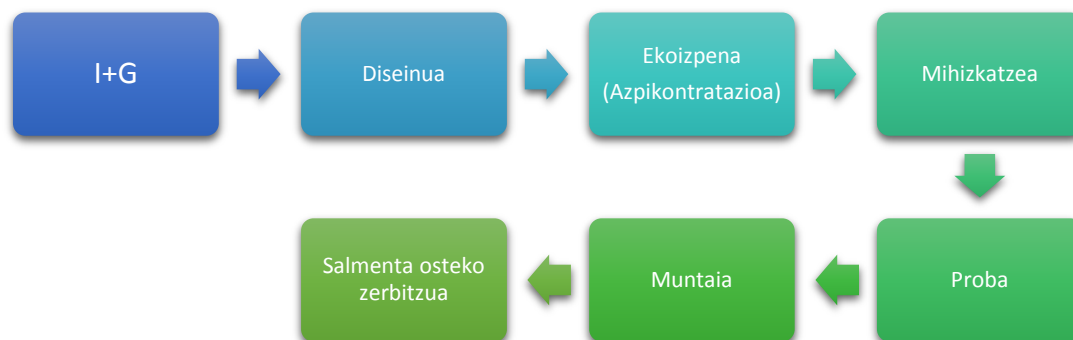 I+G
Diseinua
Ekoizpena
(Azpikontratazioa)
Mihizkatzea
Proba
Muntaia
Salmenta osteko
zerbitzua